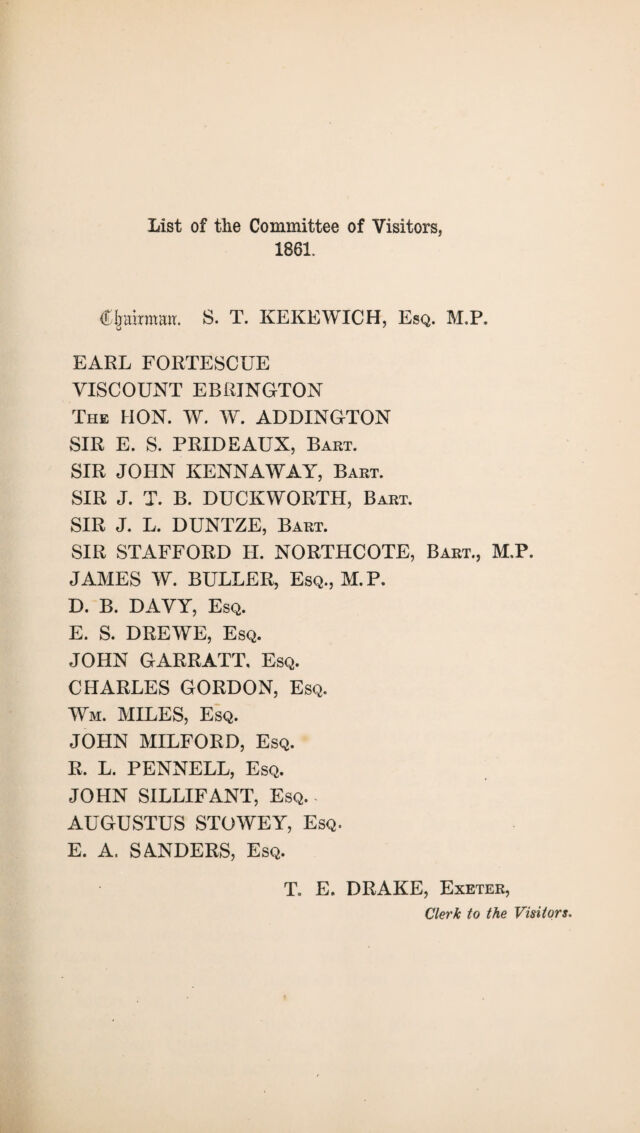 List of the Committee of Visitors,
1861.
Chairman. S. T. KEKEWICH, Esq. M.P.
EARL FORTESCUE
VISCOUNT EBRINGTON
The HON. W. W. ADDINGTON
SIR E. S. PRIDEAUX, Bart.
SIR JOHN KENNAWAY, Bart.
SIR J. T. B. DUCKWORTH, Bart.
SIR J. L. DUNTZE, Bart.
SIR STAFFORD H. NORTHCOTE, Bart., M.P.
JAMES W. BULLER, Esq., M.P.
D. B. DAVY, Esq.
E. S. DREWE, Esq.
JOHN GARRATT. Esq.
CHARLES GORDON, Esq.
Wm. MILES, Esq.
JOHN MILFORD, Esq.
R. L. PENNELL, Esq.
JOHN SILLIFANT, Esq.
AUGUSTUS STOWEY, Esq.
E. A. SANDERS, Esq.
T. E. DRAKE, Exeter,
Clerk to the Visitors.